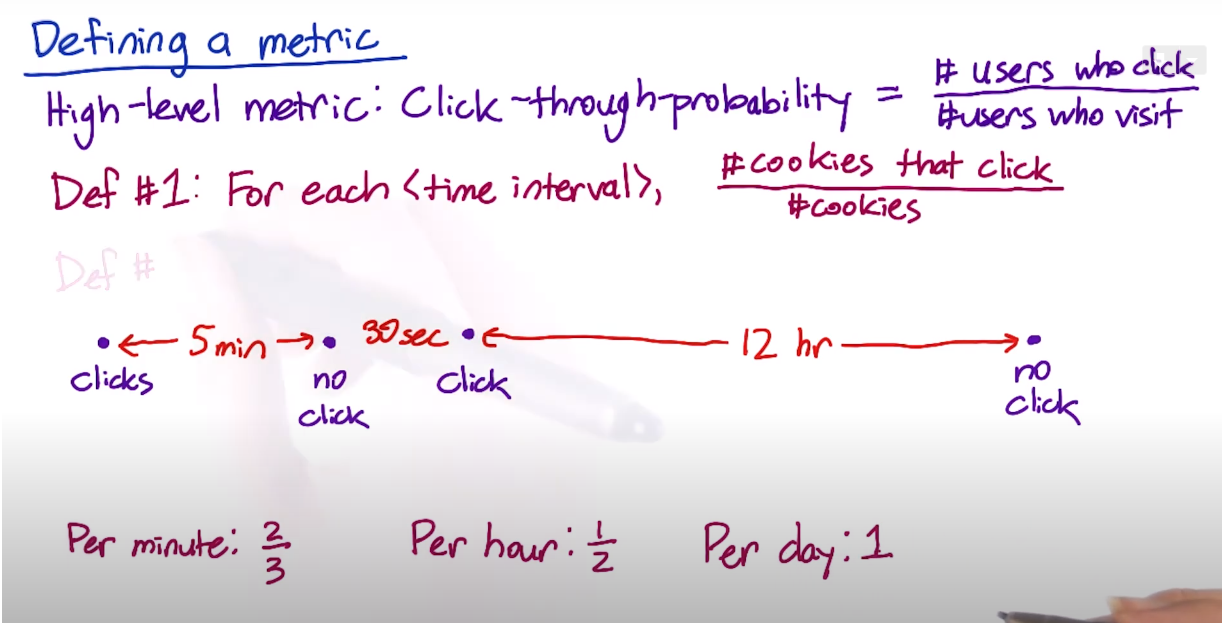 Defining a metric
High-level metric: Click-through-probability = # users who click / #users who visit
Def #1: For each <time interval>, #cookies that click / #cookies
Def #
5min 30sec 12 hr
clicks no click click no click
Per minute: 2/3 Per hour: 1/2 Per day: 1